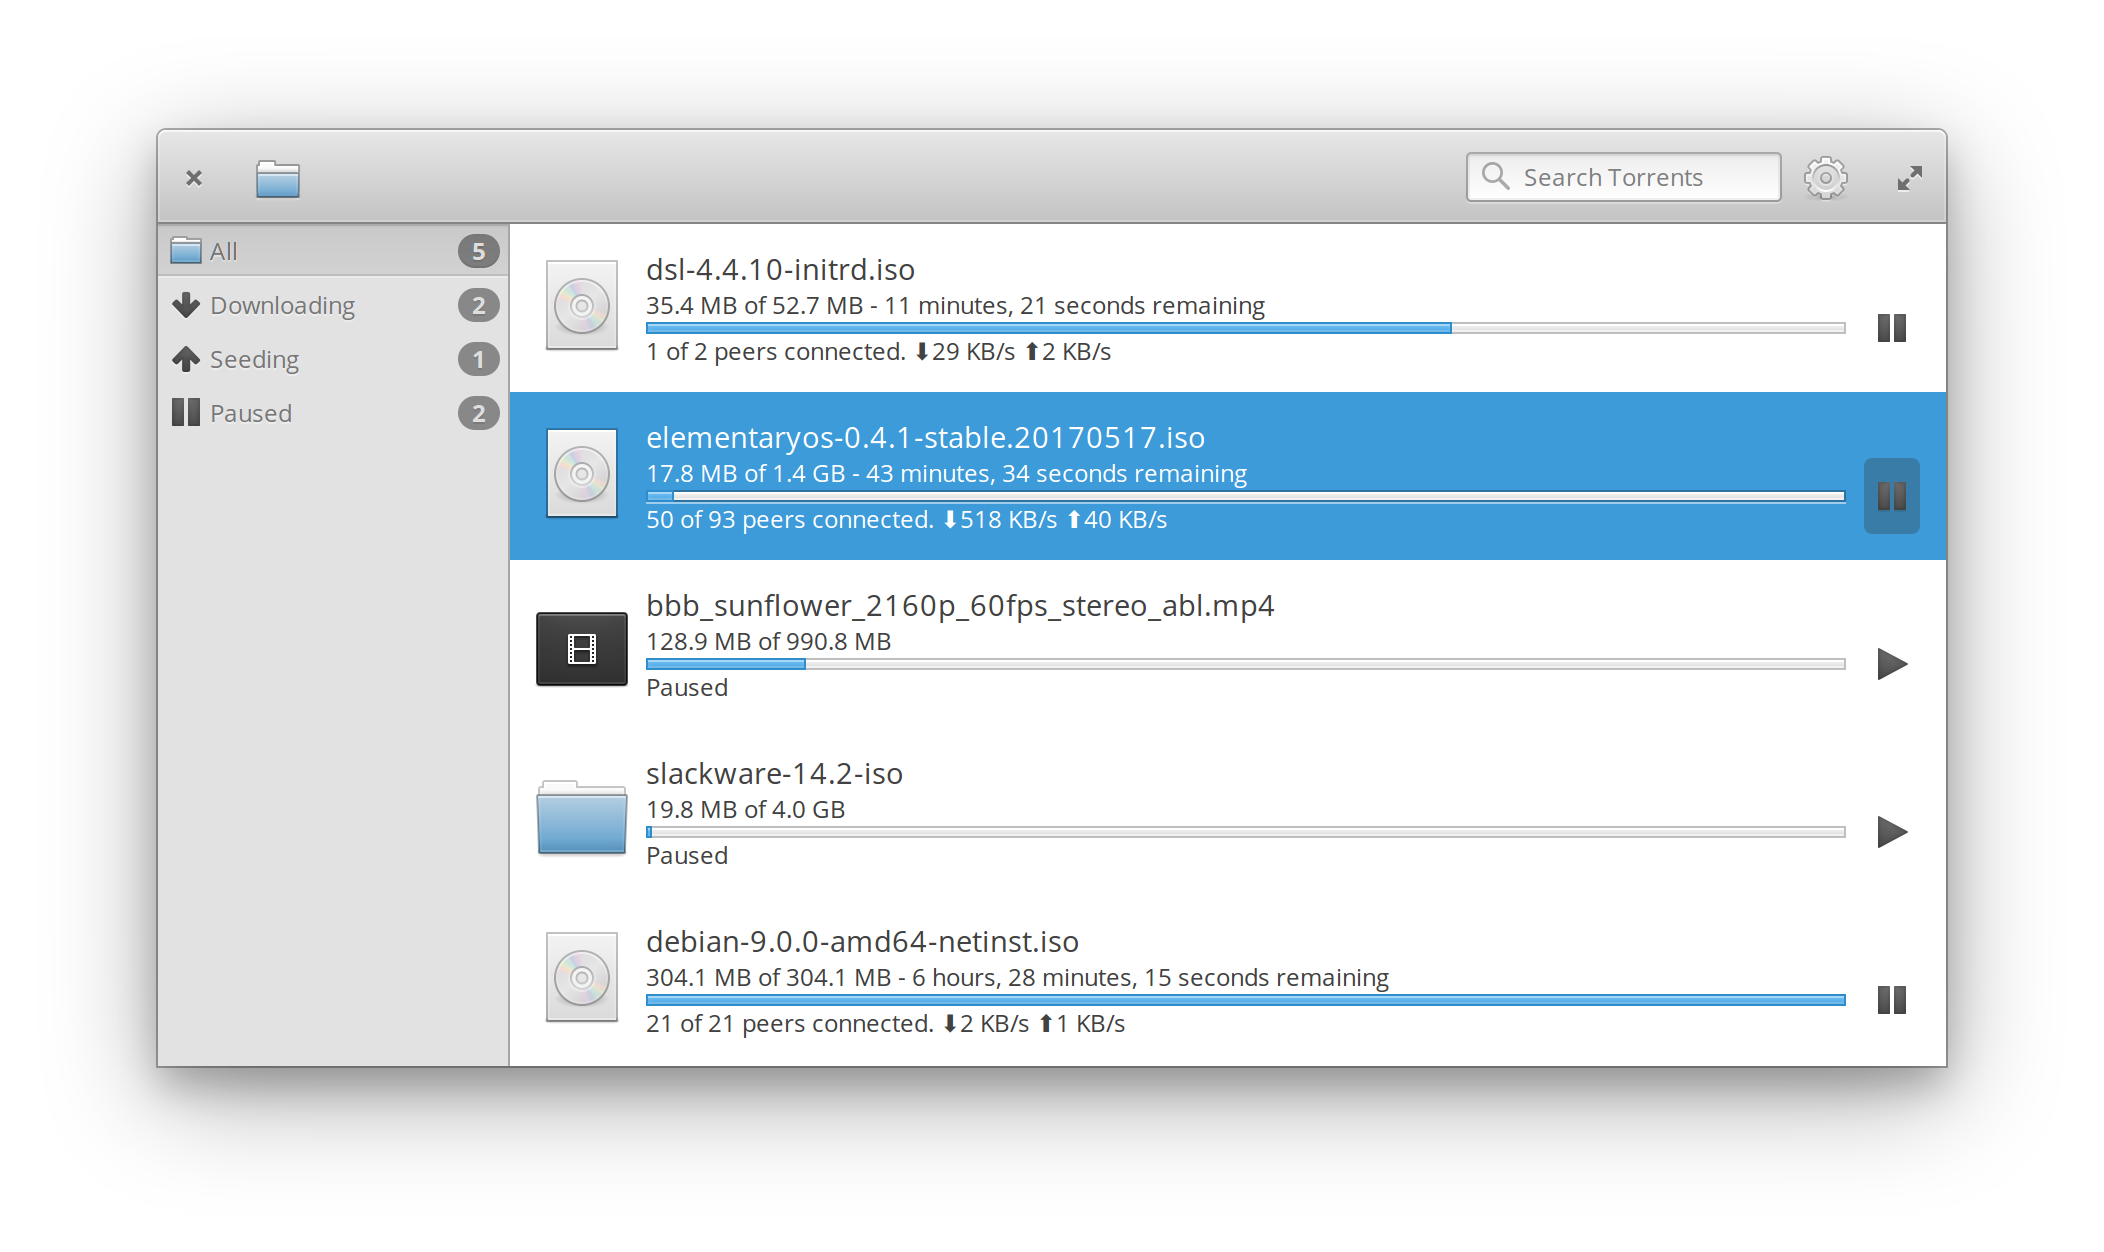 Search Torrents
All 5
Downloading 2
Seeding 1
Paused 2
dsl-4.4.10-initrd.iso
35.4 MB of 52.7 MB - 11 minutes, 21 seconds remaining
1 of 2 peers connected. ⬇29 KB/s ⬆2 KB/s
elementaryos-0.4.1-stable.20170517.iso
17.8 MB of 1.4 GB - 43 minutes, 34 seconds remaining
50 of 93 peers connected. ⬇518 KB/s ⬆40 KB/s
bbb_sunflower_2160p_60fps_stereo_abl.mp4
128.9 MB of 990.8 MB
Paused
slackware-14.2-iso
19.8 MB of 4.0 GB
Paused
debian-9.0.0-amd64-netinst.iso
304.1 MB of 304.1 MB - 6 hours, 28 minutes, 15 seconds remaining
21 of 21 peers connected. ⬇2 KB/s ⬆1 KB/s